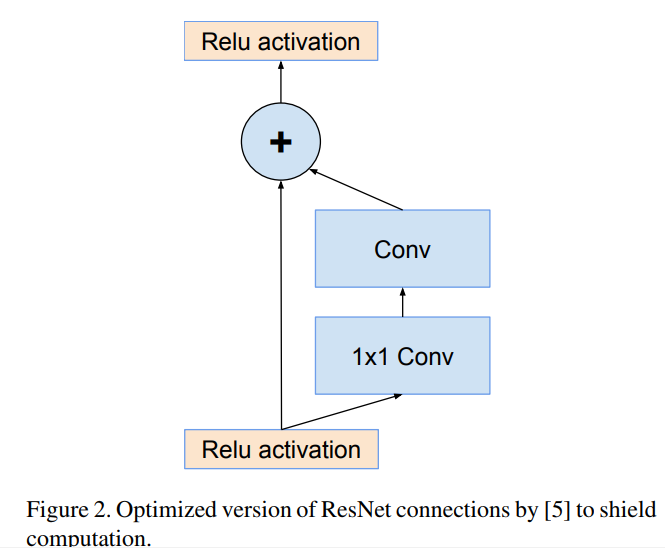 Relu activation
+
Conv
1x1 Conv
Relu activation
Figure 2. Optimized version of ResNet connections by [5] to shield
computation.